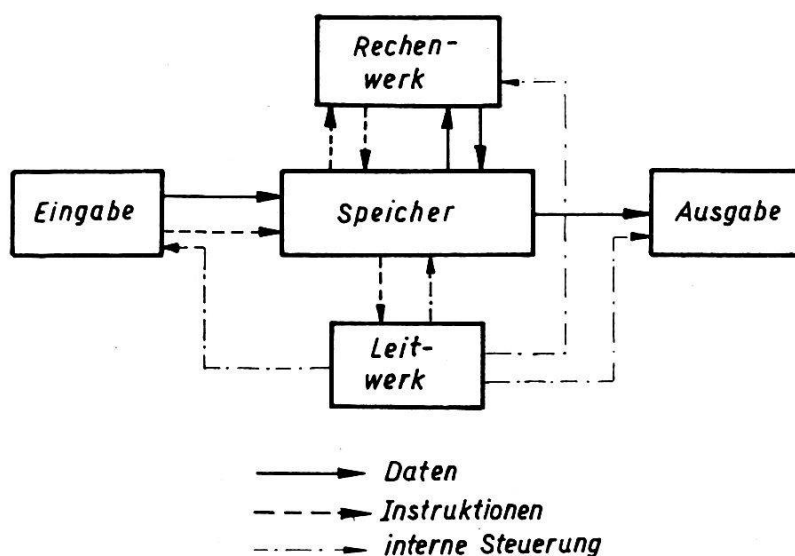 Rechen-
werk
Eingabe
Speicher
Ausgabe
Leit-
werk
Daten
Instruktionen
interne Steuerung